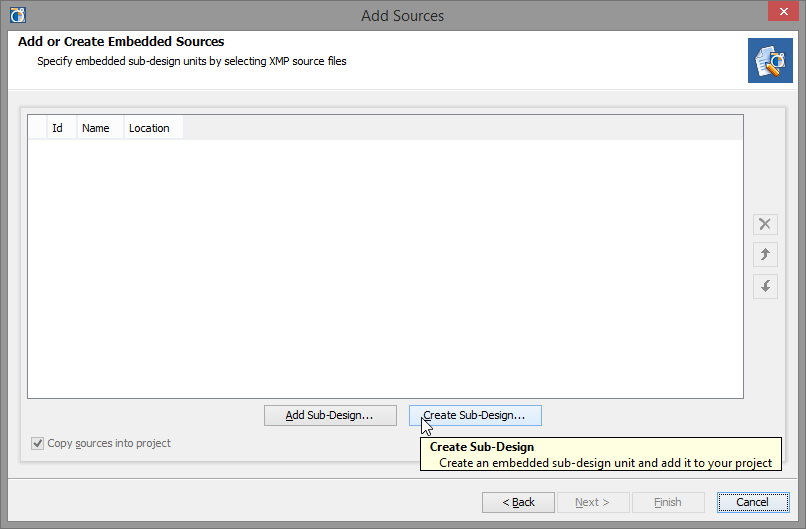 Add Sources
Add or Create Embedded Sources
Specify embedded sub-design units by selecting XMP source files
Id Name Location
Add Sub-Design... Create Sub-Design...
Copy sources into project
Create Sub-Design
Create an embedded sub-design unit and add it to your project
< Back Next > Finish Cancel